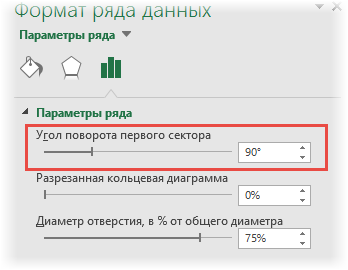 Формат ряда данных
Параметры ряда
Параметры ряда
Угол поворота первого сектора
90°
Разрезанная кольцевая диаграмма
0%
Диаметр отверстия, в % от общего диаметра
75%